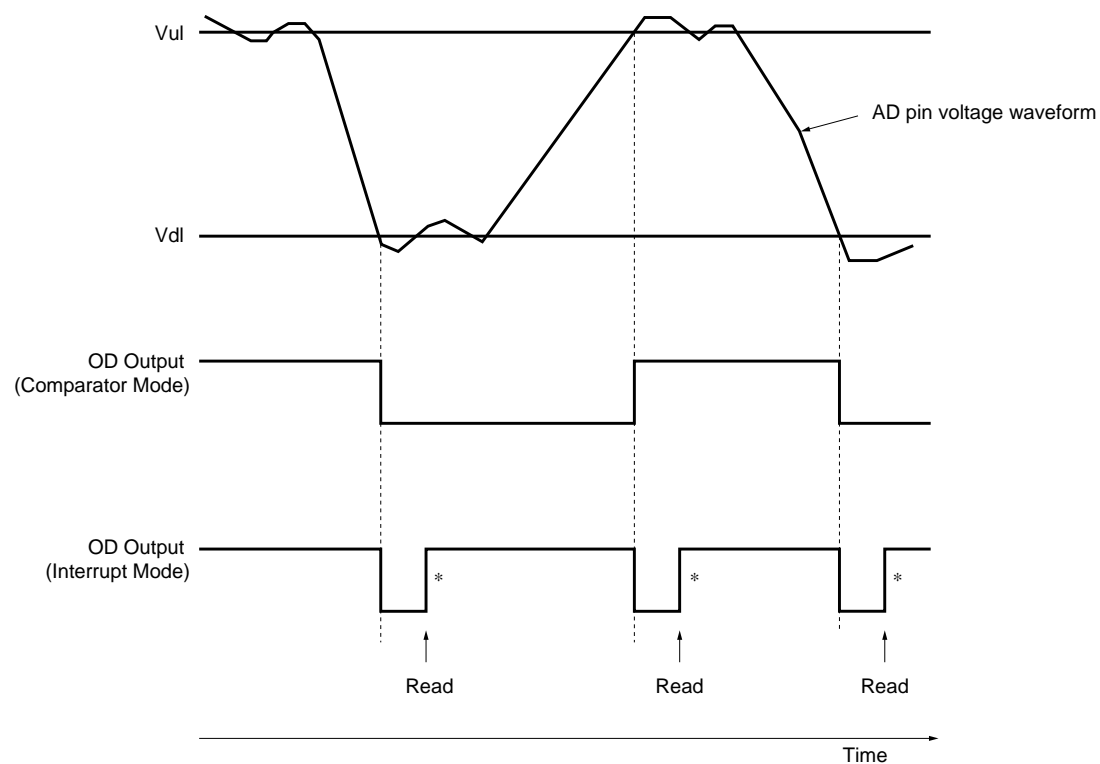 Vul
AD pin voltage waveform
Vdl
OD Output
(Comparator Mode)
OD Output
(Interrupt Mode)
* * *
Read Read Read
Time